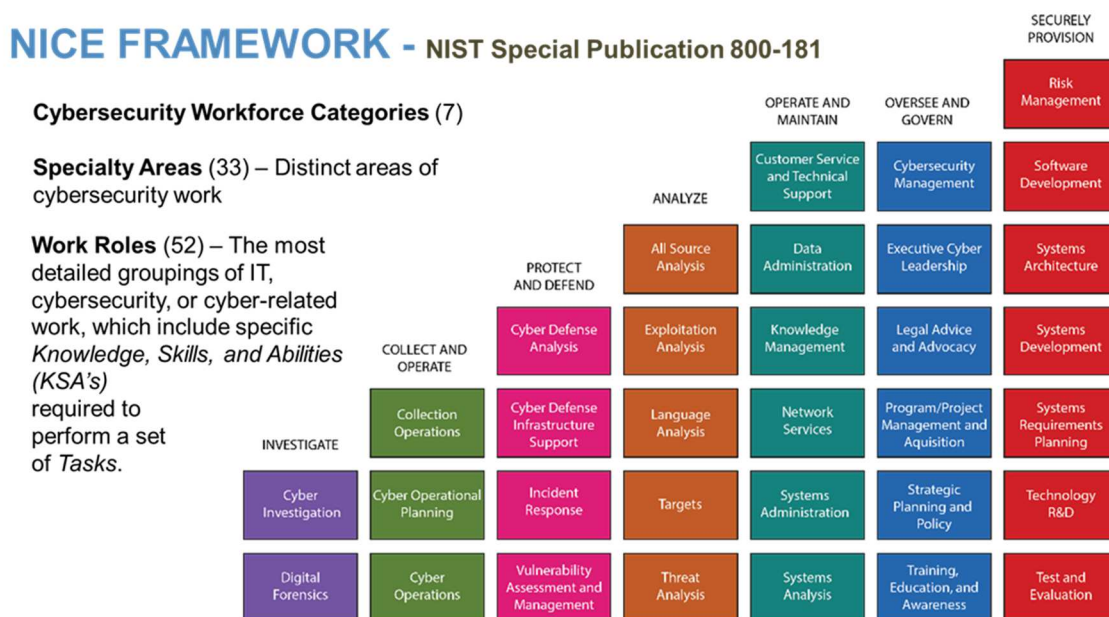 NICE FRAMEWORK - NIST Special Publication 800-181
Cybersecurity Workforce Categories (7)
Specialty Areas (33) – Distinct areas of
cybersecurity work
Work Roles (52) – The most
detailed groupings of IT,
cybersecurity, or cyber-related
work, which include specific
Knowledge, Skills, and Abilities
(KSA's)
required to
perform a set
of Tasks.
INVESTIGATE
Cyber
Investigation
Digital
Forensics
COLLECT AND
OPERATE
Collection
Operations
Cyber Operational
Planning
Cyber
Operations
PROTECT
AND DEFEND
Cyber Defense
Analysis
Cyber Defense
Infrastructure
Support
Incident
Response
Vulnerability
Assessment and
Management
ANALYZE
All Source
Analysis
Exploitation
Analysis
Language
Analysis
Targets
Threat
Analysis
OPERATE AND
MAINTAIN
Customer Service
and Technical
Support
Data
Administration
Knowledge
Management
Network
Services
Systems
Administration
Systems
Analysis
OVERSEE AND
GOVERN
Cybersecurity
Management
Executive Cyber
Leadership
Legal Advice
and Advocacy
Program/Project
Management and
Aquisition
Strategic
Planning and
Policy
Training,
Education, and
Awareness
SECURELY
PROVISION
Risk
Management
Software
Development
Systems
Architecture
Systems
Development
Systems
Requirements
Planning
Technology
R&D
Test and
Evaluation